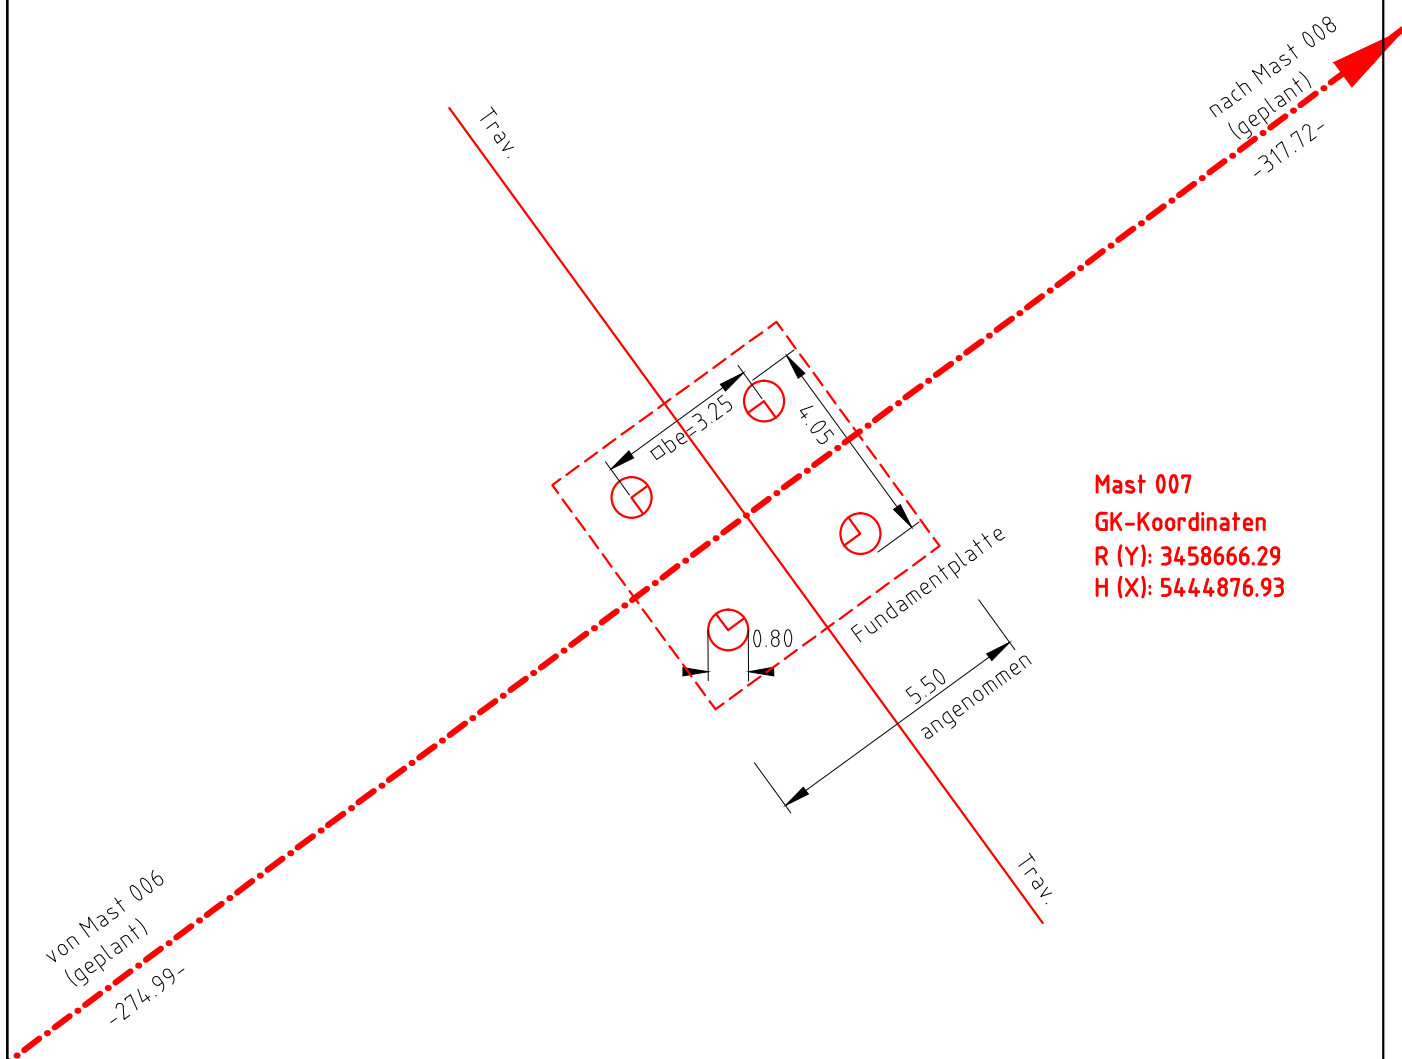 nach Mast 008
(geplant)
-317.72-
Trav.
□be=3.25
4.05
Mast 007
GK-Koordinaten
R (Y): 3458666.29
H (X): 5444876.93
Fundamentplatte
0.80
5.50
angenommen
Trav.
von Mast 006
(geplant)
-274.99-